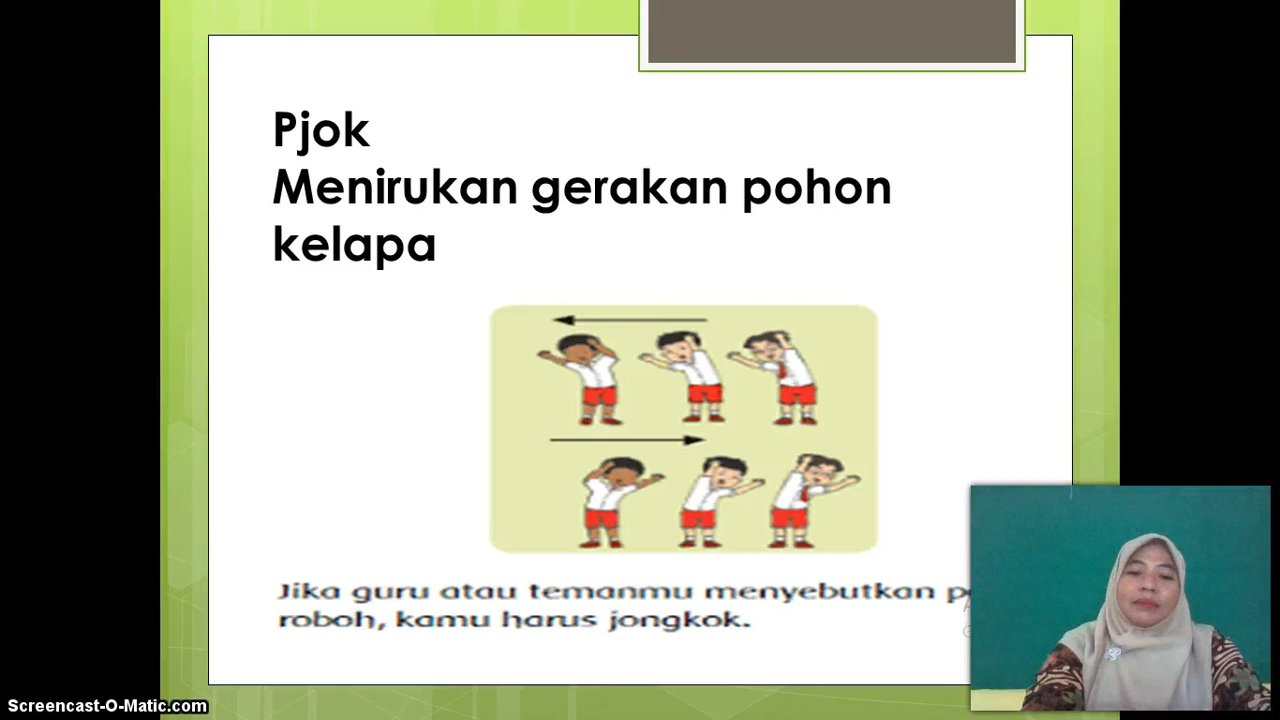 Pjok
Menirukan gerakan pohon
kelapa
Jika guru atau temanmu menyebutkan
roboh, kamu harus jongkok.
Screencast-O-Matic.com